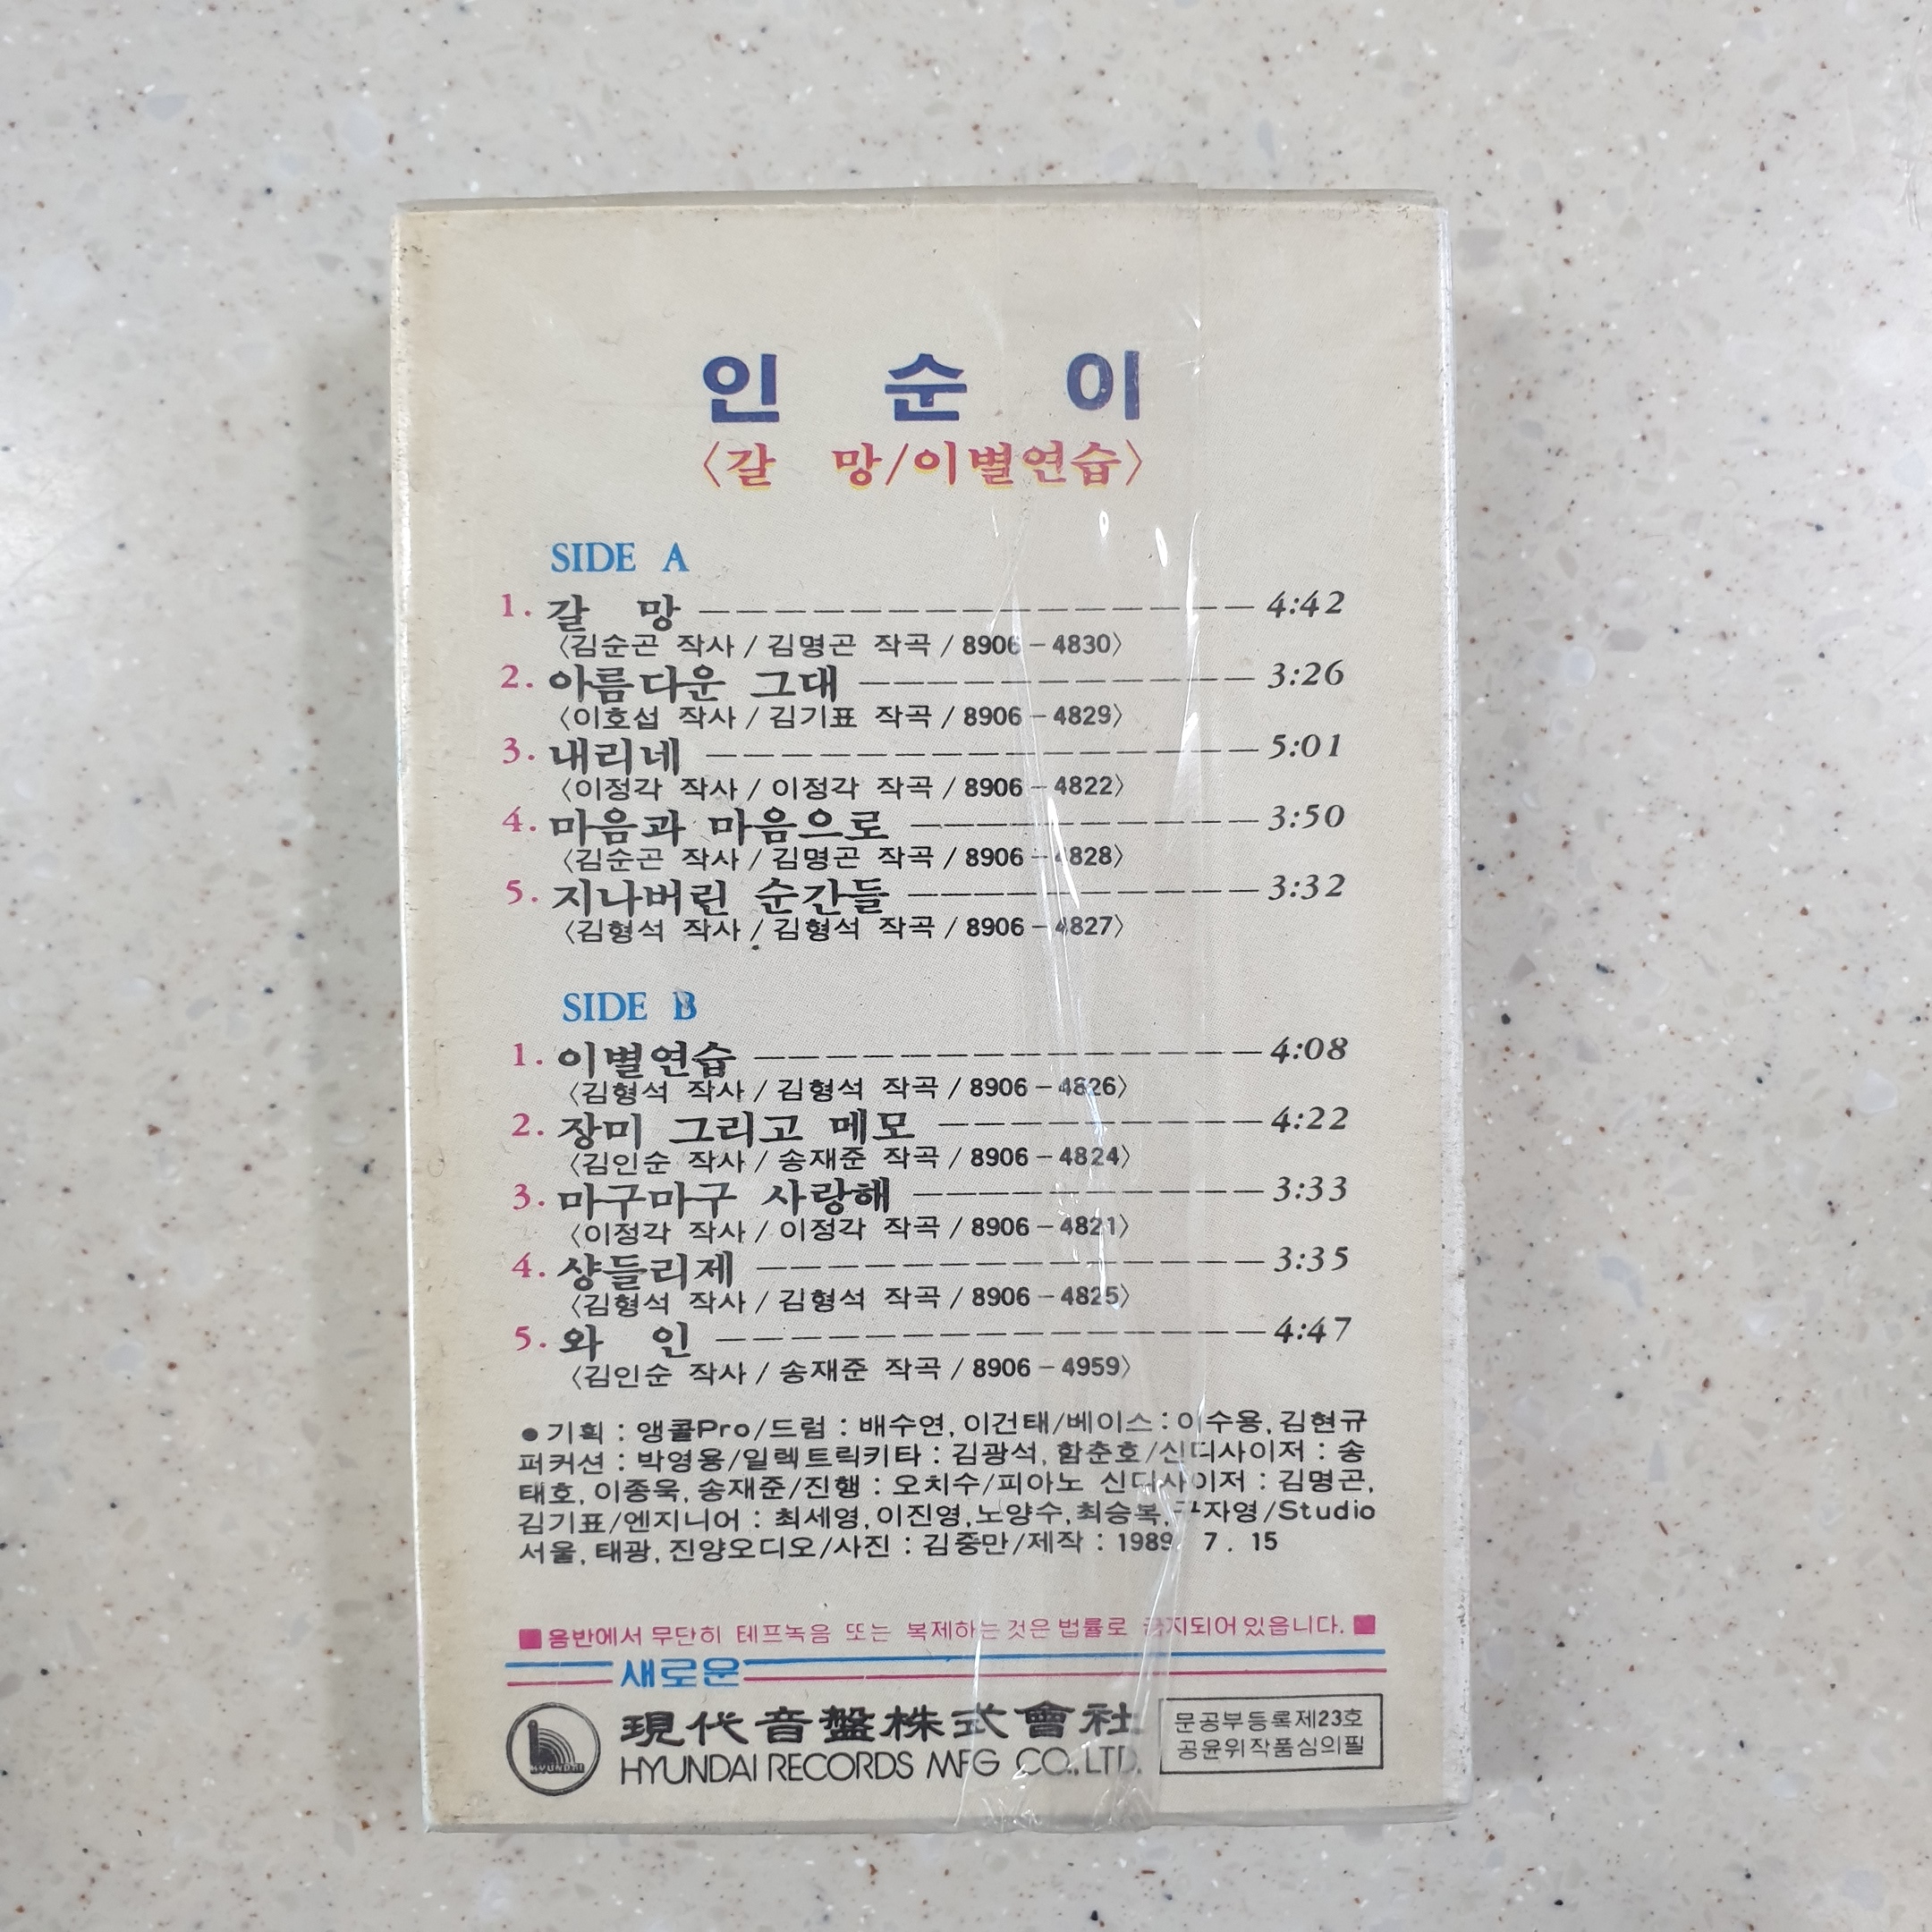 인 순 이
〈갈 망/이별연습〉
SIDE A
1. 갈 망 4:42
〈김순곤 작사 / 김명곤 작곡 / 8906-4830〉
2. 아름다운 그대 3:26
〈이호섭 작사 / 김기표 작곡 / 8906-4829〉
3. 내리네 5:01
〈이정각 작사 / 이정각 작곡 / 8906-4822〉
4. 마음과 마음으로 3:50
〈김순곤 작사 / 김명곤 작곡 / 8906-4828〉
5. 지나버린 순간들 3:32
〈김형석 작사 / 김형석 작곡 / 8906-4827〉
SIDE B
1. 이별연습 4:08
〈김형석 작사 / 김형석 작곡 / 8906-4826〉
2. 장미 그리고 메모 4:22
〈김인순 작사 / 송재준 작곡 / 8906-4824〉
3. 마구마구 사랑해 3:33
〈이정각 작사 / 이정각 작곡 / 8906-4821〉
4. 샹들리제 3:35
〈김형석 작사 / 김형석 작곡 / 8906-4825〉
5. 와 인 4:47
〈김인순 작사 / 송재준 작곡 / 8906-4959〉
●기획 : 앵콜Pro/드럼 : 배수연, 이건태/베이스 : 이수용, 김현규
퍼커션 : 박영용/일렉트릭키타 : 김광석, 함춘호/신디사이저 : 송
태호, 이종욱, 송재준/진행 : 오치수/피아노 신디사이저 : 김명곤,
김기표/엔지니어 : 최세영, 이진영, 노양수, 최승복, /Studio
서울, 태광, 진양오디오/사진 : 김중만/제작 : 1989. 7. 15
■음반에서 무단히 테프녹음 또는 복제하는것은 법률로 금지되어 있읍니다.■
새로운
現代音盤株式會社
HYUNDAI
HYUNDAI RECORDS MFG CO., LTD.
문공부등록제23호
공윤위작품심의필